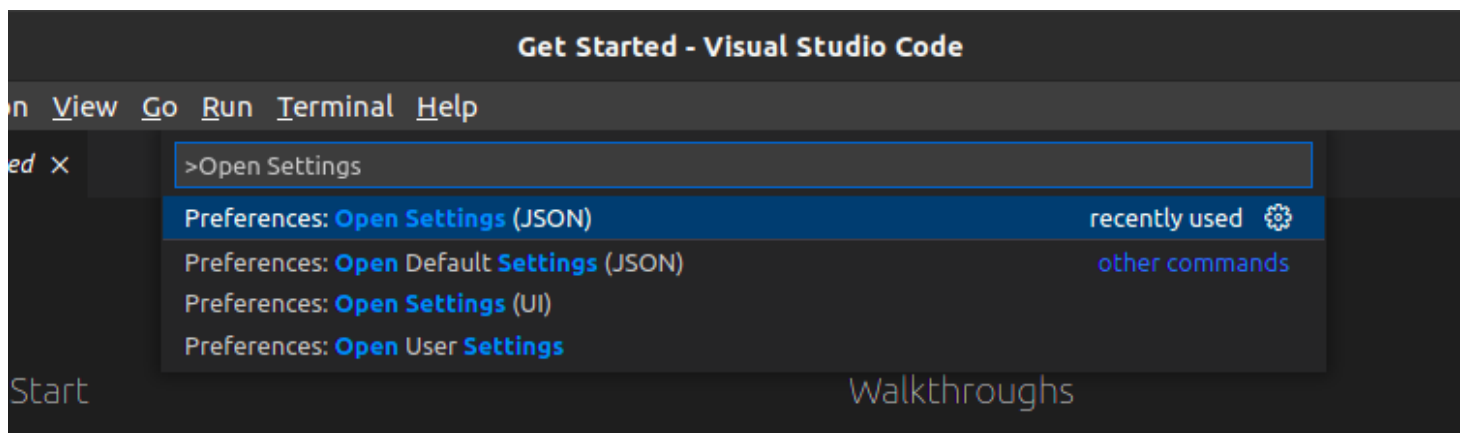 Get Started - Visual Studio Code
on View Go Run Terminal Help
ed ×
>Open Settings
Preferences: Open Settings (JSON) recently used
Preferences: Open Default Settings (JSON) other commands
Preferences: Open Settings (UI)
Preferences: Open User Settings
Start Walkthroughs